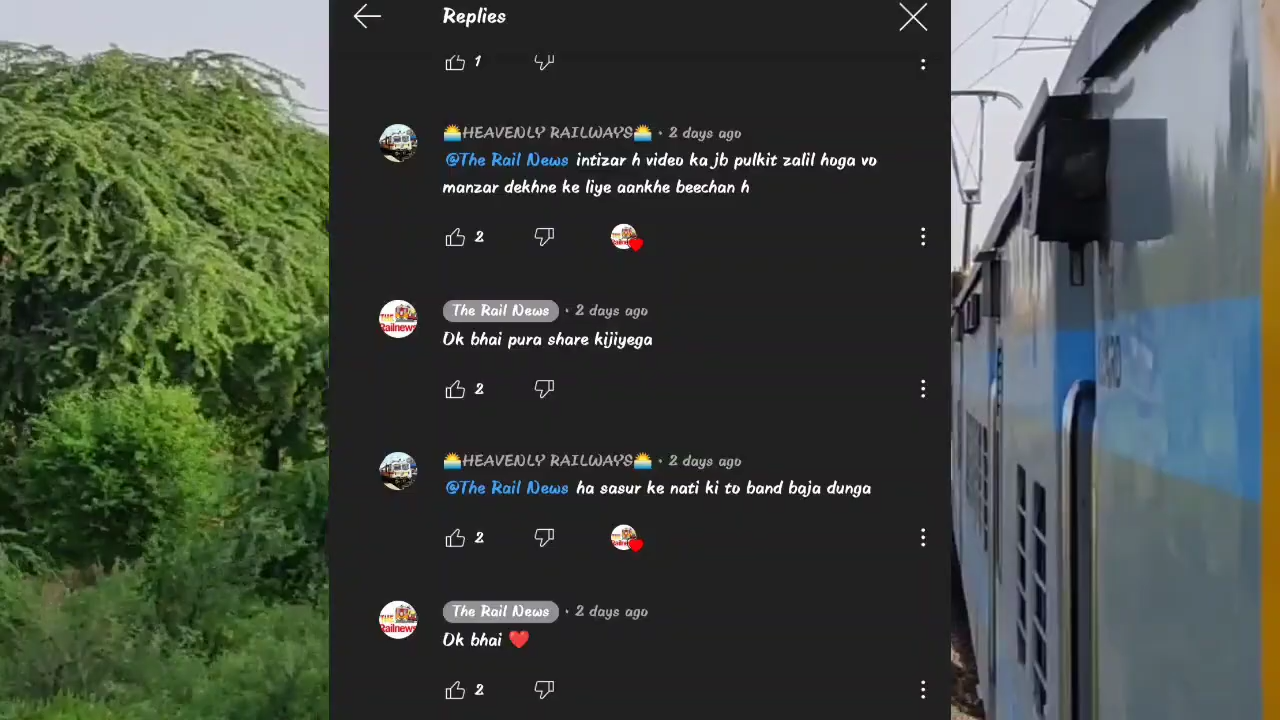 Replies
1
🌅HEAVENLY RAILWAYS🌅 · 2 days ago
@The Rail News intizar h video ka jb pulkit zalil hoga vo
manzar dekhne ke liye aankhe beechan h
2
The Rail News · 2 days ago
Ok bhai pura share kijiyega
2
🌅HEAVENLY RAILWAYS🌅 · 2 days ago
@The Rail News ha sasur ke nati ki to band baja dunga
2
The Rail News · 2 days ago
Ok bhai ❤️
2